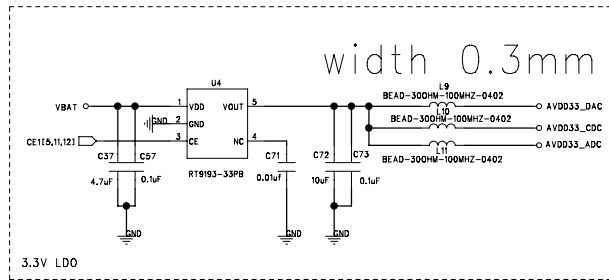 width 0.3mm
U4
L9
BEAD-300HM-100MHZ-0402
VBAT
1 VDD VOUT 5
AVDD33_DAC
L10
BEAD-300HM-100MHZ-0402
GND 2 GND
AVDD33_CDC
CE1[5,11,12] 3 CE NC 4
AVDD33_ADC
L11
BEAD-300HM-100MHZ-0402
C37 C57 C71 C72 C73
RT9193-33PB
4.7uF 0.1uF 0.01uf 10uF 0.1uF
GND GND GND
3.3V LDO